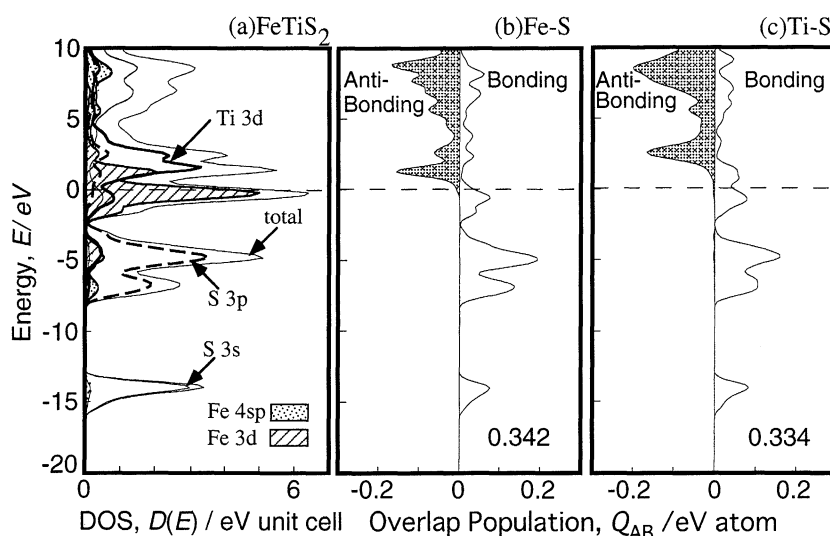 (a)FeTiS2 (b)Fe-S (c)Ti-S
10
5
0
-5
-10
-15
-20
Energy, E/eV
Ti 3d
total
S 3p
S 3s
Fe 4sp
Fe 3d
0 2 4 6
DOS, D(E) / eV unit cell
Anti-
Bonding
Bonding
0.342
-0.2 0 0.2
Anti-
Bonding
Bonding
0.334
-0.2 0 0.2
Overlap Population, QAB /eV atom